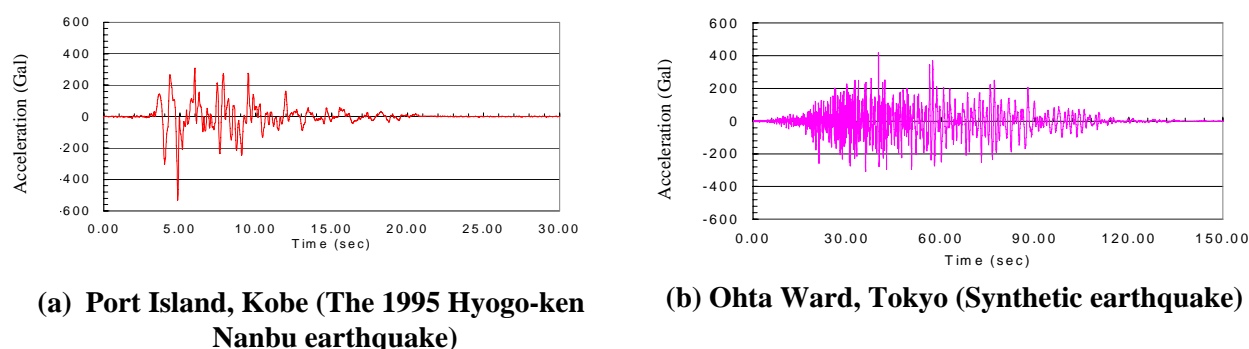 600
400
200
0
-200
-400
-600
Acceleration (Gal)
0.00 5.00 10.00 15.00 20.00 25.00 30.00
Time (sec)
(a) Port Island, Kobe (The 1995 Hyogo-ken
Nanbu earthquake)
600
400
200
0
-200
-400
-600
Acceleration (Gal)
0.00 30.00 60.00 90.00 120.00 150.00
Time (sec)
(b) Ohta Ward, Tokyo (Synthetic earthquake)